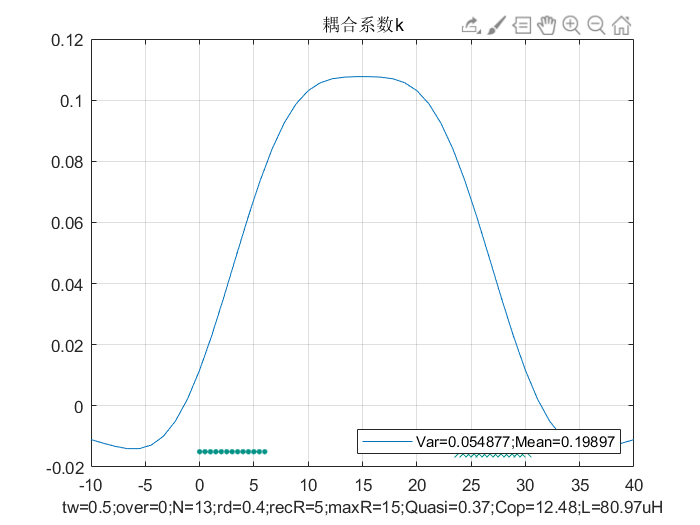 耦合系数k
0.12
0.1
0.08
0.06
0.04
0.02
0
-0.02
Var=0.054877;Mean=0.19897
-10 -5 0 5 10 15 20 25 30 35 40
tw=0.5;over=0;N=13;rd=0.4;recR=5;maxR=15;Quasi=0.37;Cop=12.48;L=80.97uH